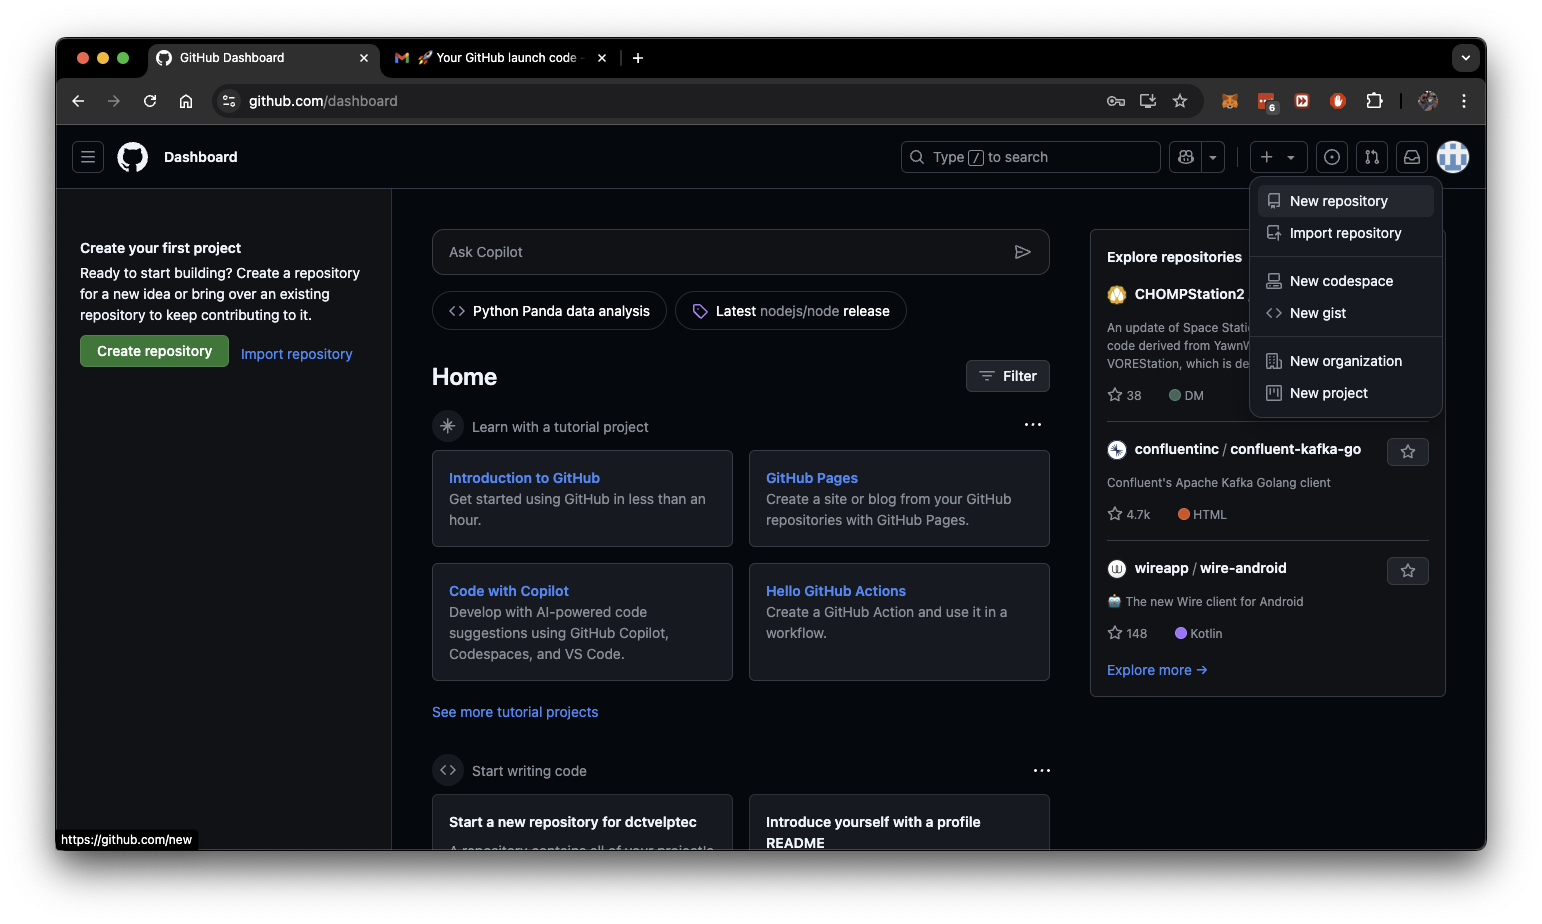 GitHub Dashboard
🚀 Your GitHub launch code -
github.com/dashboard
6
Dashboard
Type / to search
New repository
Import repository
New codespace
New gist
New organization
New project
Create your first project
Ready to start building? Create a repository
for a new idea or bring over an existing
repository to keep contributing to it.
Create repository
Import repository
Ask Copilot
Python Panda data analysis
Latest nodejs/node release
Home
Filter
Learn with a tutorial project
Introduction to GitHub
Get started using GitHub in less than an
hour.
GitHub Pages
Create a site or blog from your GitHub
repositories with GitHub Pages.
Code with Copilot
Develop with AI-powered code
suggestions using GitHub Copilot,
Codespaces, and VS Code.
Hello GitHub Actions
Create a GitHub Action and use it in a
workflow.
See more tutorial projects
Start writing code
Start a new repository for dctvelptec
A repository contains all of your project's
Introduce yourself with a profile
README
Explore repositories
CHOMPStation2
An update of Space Stati
code derived from YawnW
VOREStation, which is de
38
DM
confluentinc / confluent-kafka-go
Confluent's Apache Kafka Golang client
4.7k
HTML
wireapp / wire-android
🤖 The new Wire client for Android
148
Kotlin
Explore more →
https://github.com/new